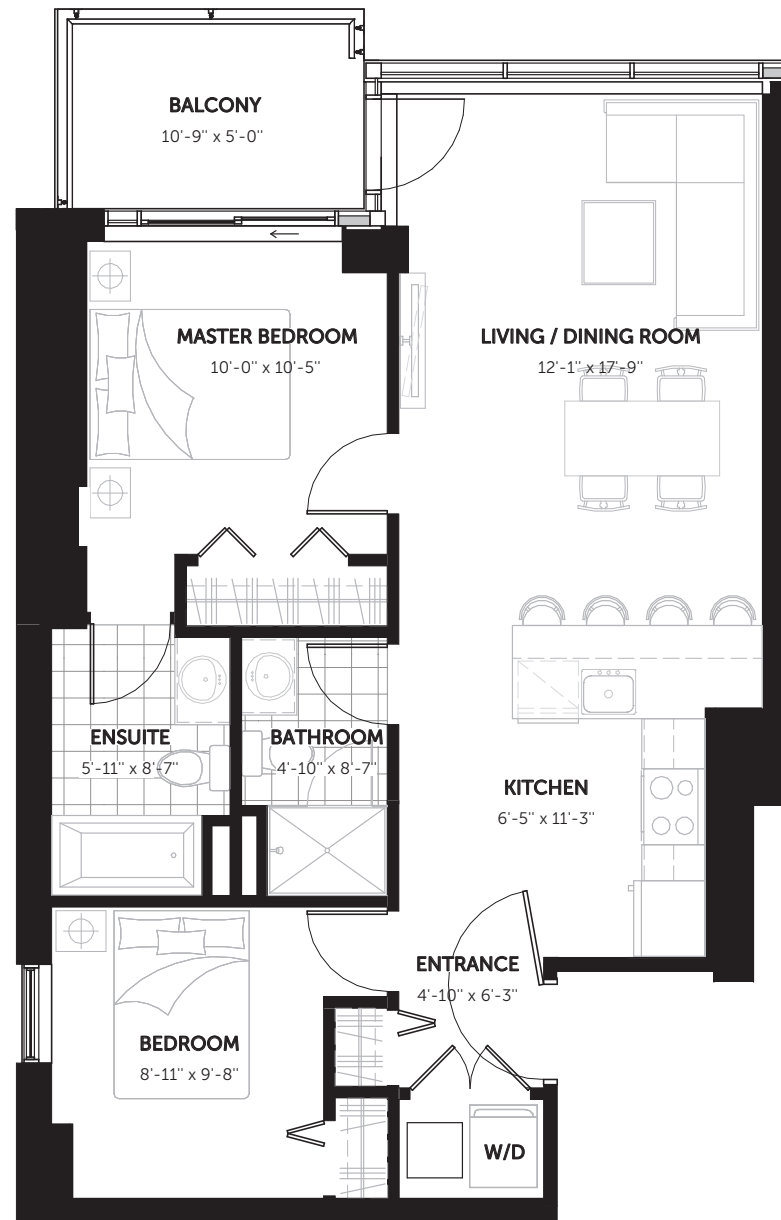 BALCONY
10'-9'' x 5'-0''
MASTER BEDROOM
10'-0'' x 10'-5''
LIVING / DINING ROOM
12'-1'' x 17'-9''
ENSUITE
5'-11'' x 8'-7''
BATHROOM
4'-10'' x 8'-7''
KITCHEN
6'-5'' x 11'-3''
ENTRANCE
4'-10'' x 6'-3''
BEDROOM
8'-11'' x 9'-8''
W/D